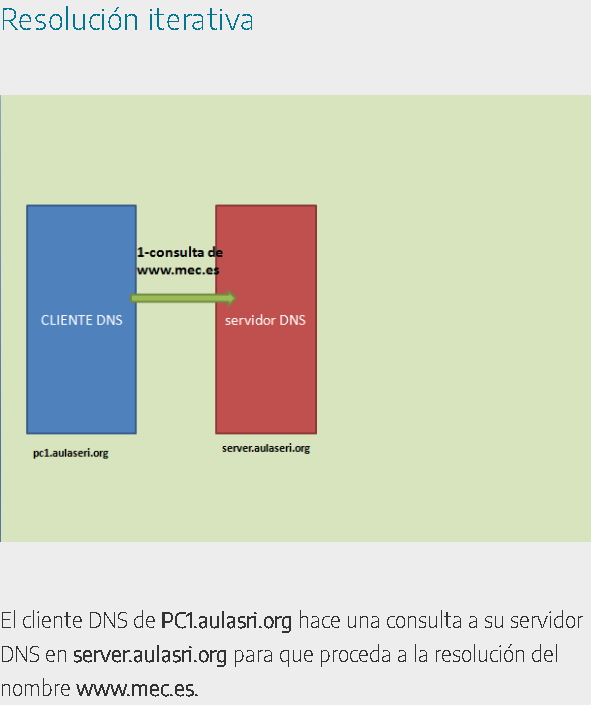 Resolución iterativa
1-consulta de
www.mec.es
CLIENTE DNS
servidor DNS
pc1.aulaseri.org
server.aulaseri.org
El cliente DNS de PC1.aulasri.org hace una consulta a su servidor
DNS en server.aulasri.org para que proceda a la resolución del
nombre www.mec.es.